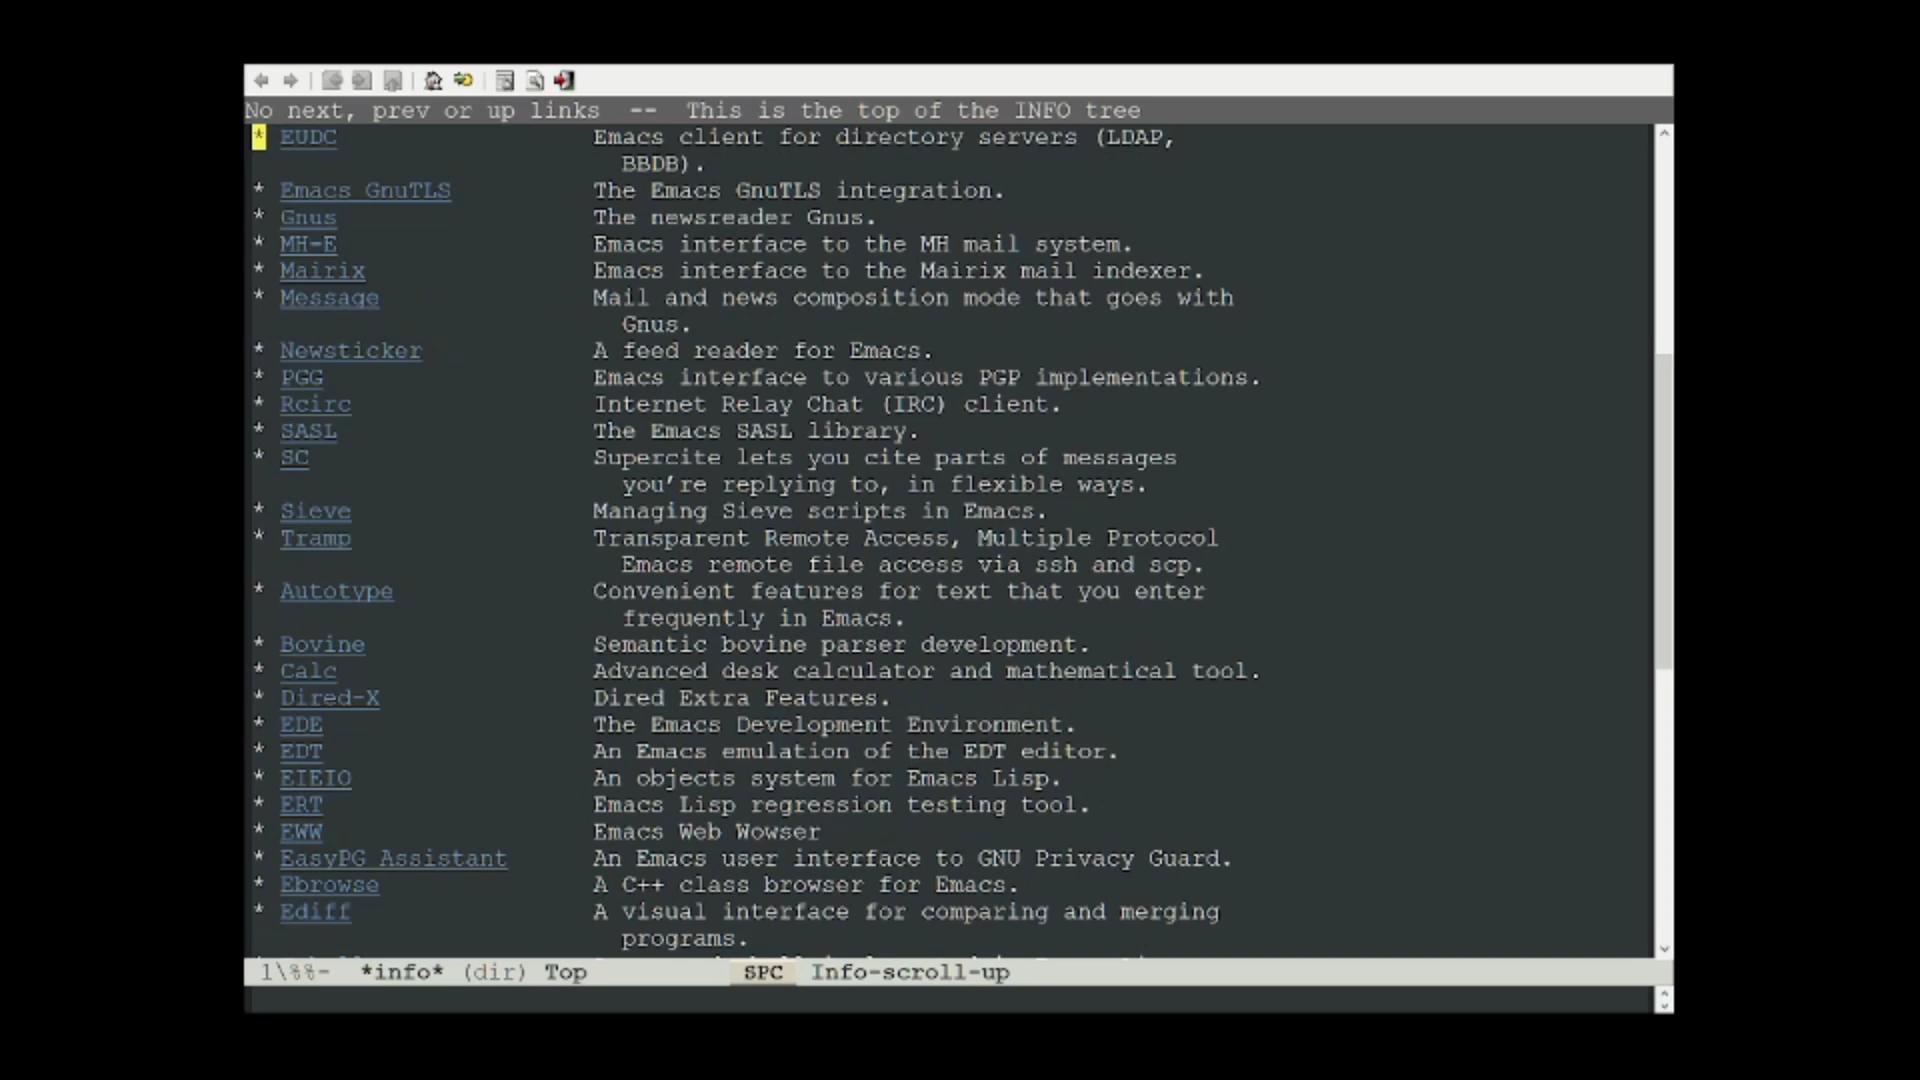 No next, prev or up links  --  This is the top of the INFO tree
* EUDC                  Emacs client for directory servers (LDAP,
                          BBDB).
* Emacs GnuTLS          The Emacs GnuTLS integration.
* Gnus                  The newsreader Gnus.
* MH-E                  Emacs interface to the MH mail system.
* Mairix                Emacs interface to the Mairix mail indexer.
* Message               Mail and news composition mode that goes with
                          Gnus.
* Newsticker            A feed reader for Emacs.
* PGG                   Emacs interface to various PGP implementations.
* Rcirc                 Internet Relay Chat (IRC) client.
* SASL                  The Emacs SASL library.
* SC                    Supercite lets you cite parts of messages
                          you’re replying to, in flexible ways.
* Sieve                 Managing Sieve scripts in Emacs.
* Tramp                 Transparent Remote Access, Multiple Protocol
                          Emacs remote file access via ssh and scp.
* Autotype              Convenient features for text that you enter
                          frequently in Emacs.
* Bovine                Semantic bovine parser development.
* Calc                  Advanced desk calculator and mathematical tool.
* Dired-X               Dired Extra Features.
* EDE                   The Emacs Development Environment.
* EDT                   An Emacs emulation of the EDT editor.
* EIEIO                 An objects system for Emacs Lisp.
* ERT                   Emacs Lisp regression testing tool.
* EWW                   Emacs Web Wowser
* EasyPG Assistant      An Emacs user interface to GNU Privacy Guard.
* Ebrowse               A C++ class browser for Emacs.
* Ediff                 A visual interface for comparing and merging
                          programs.
l\%%-  *info* (dir) Top          SPC Info-scroll-up